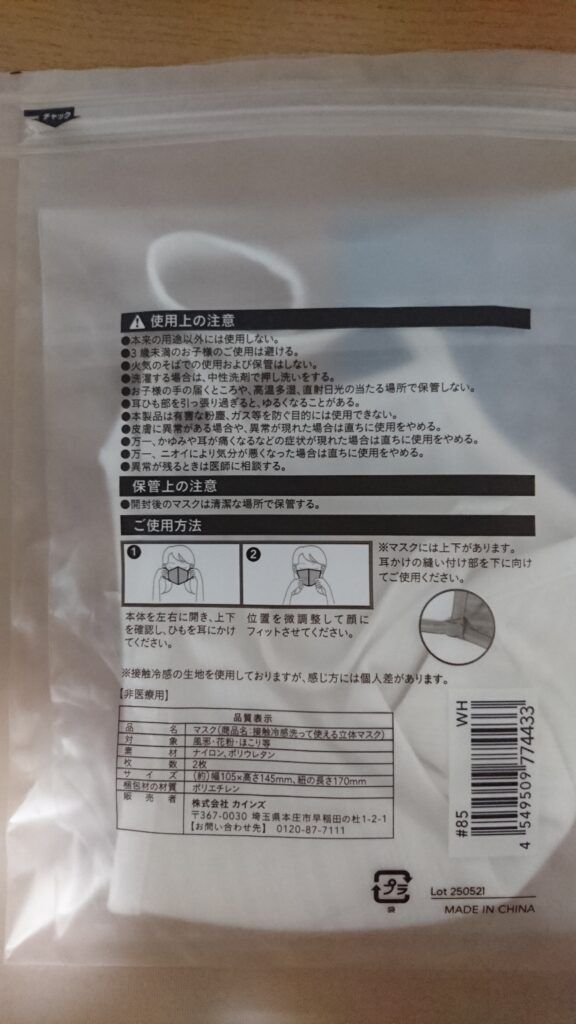 チャック
使用上の注意
●本来の用途以外には使用しない。
●3歳未満のお子様のご使用は避ける。
●火気のそばでの使用および保管はしない。
●洗濯する場合は、中性洗剤で押し洗いをする。
●お子様の手の届くところや、高温多湿、直射日光の当たる場所で保管しない。
●耳ひも部を引っ張り過ぎると、ゆるくなることがある。
●本製品は有害な粉塵、ガス等を防ぐ目的には使用できない。
●皮膚に異常がある場合や、異常が現れた場合は直ちに使用をやめる。
●万一、かゆみや耳が痛くなるなどの症状が現れた場合は直ちに使用をやめる。
●万一、ニオイにより気分が悪くなった場合は直ちに使用をやめる。
●異常が残るときは医師に相談する。
保管上の注意
●開封後のマスクは清潔な場所で保管する。
ご使用方法
1
本体を左右に開き、上下
を確認し、ひもを耳にかけ
てください。
2
位置を微調整して顔に
フィットさせてください。
※マスクには上下があります。
耳かけの縫い付け部を下に向け
てご使用ください。
※接触冷感の生地を使用しておりますが、感じ方には個人差があります。
【非医療用】
品質表示
品名 マスク(商品名:接触冷感洗って使える立体マスク)
対象 風邪・花粉・ほこり等
素材 ナイロン、ポリウレタン
枚数 2枚
サイズ (約)幅105×高さ145mm、紐の長さ170mm
梱包材の材質 ポリエチレン
販売者 株式会社 カインズ
〒367-0030 埼玉県本庄市早稲田の杜1-2-1
【お問い合わせ先】 0120-87-7111
WH
#85
4 549509 774433
プラ
袋
Lot 250521
MADE IN CHINA